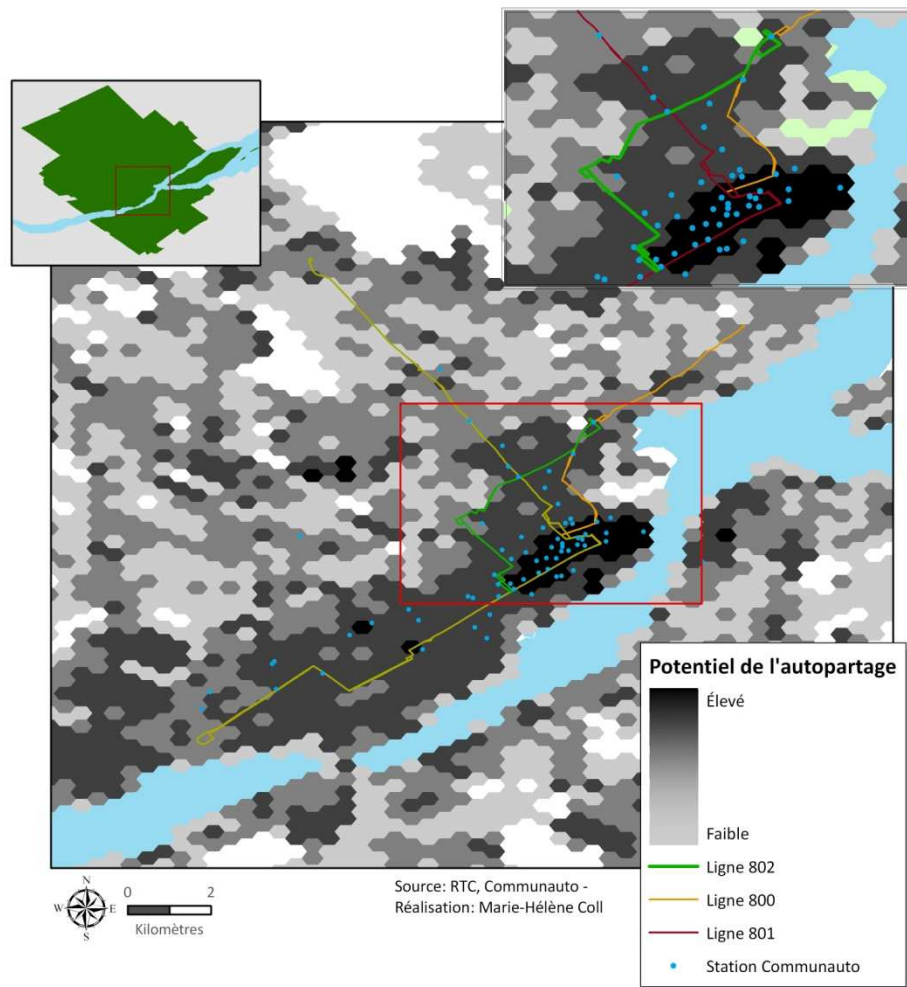 Potentiel de l'autopartage
Élevé
Faible
Ligne 802
Ligne 800
Ligne 801
Station Communauto
N
W E
S
0 2
Kilomètres
Source: RTC, Communauto -
Réalisation: Marie-Hélène Coll